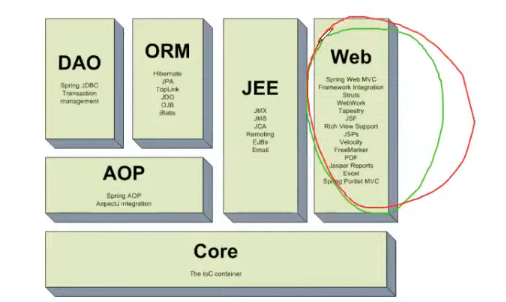 DAO
Spring JDBC
Transaction
management
ORM
Hibernate
JPA
TopLink
JDO
OJB
iBatis
JEE
JMX
JMS
JCA
Remoting
EJBs
Email
Web
Spring Web MVC
Framework Integration
Struts
WebWork
Tapestry
JSF
Rich View Support
JSPs
Velocity
FreeMarker
PDF
Jasper Reports
Excel
Spring Portlet MVC
AOP
Spring AOP
AspectJ integration
Core
The IoC container